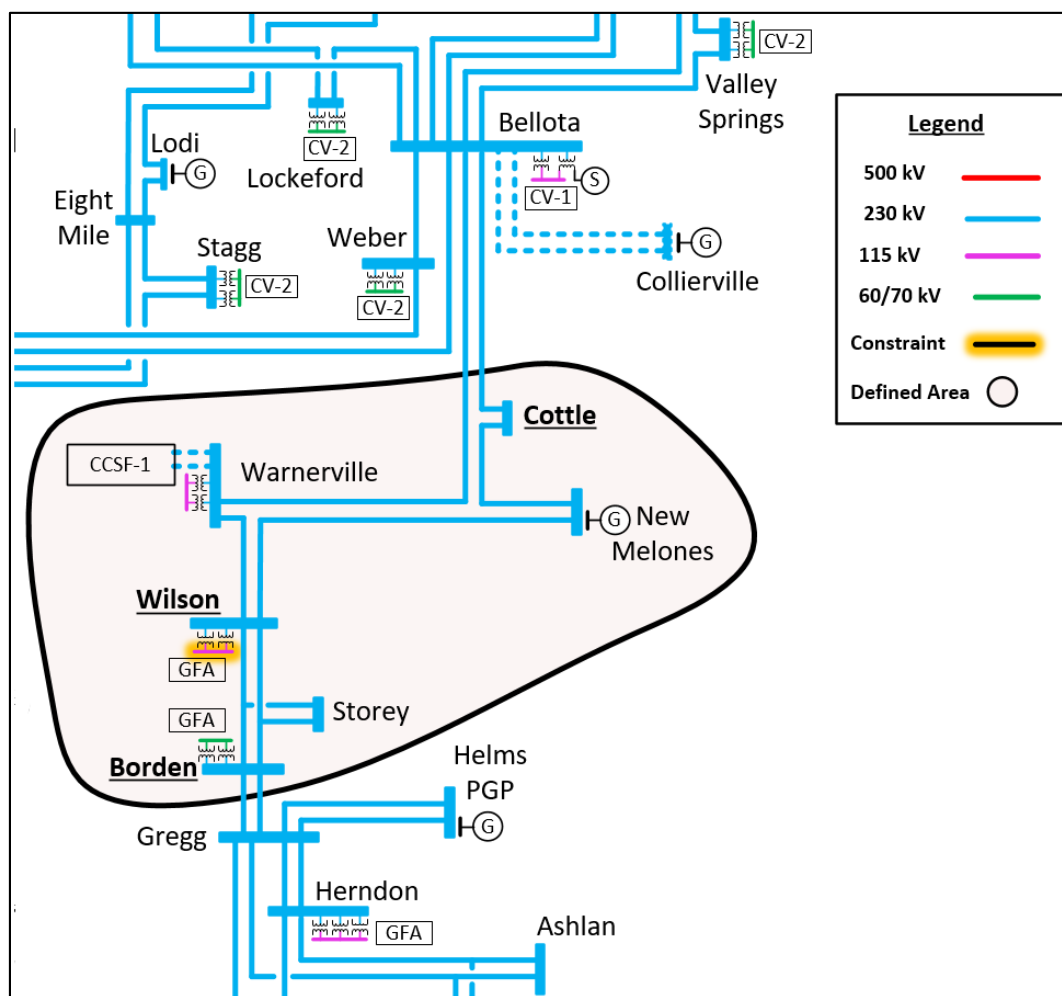 CV-2
Valley
Springs
Bellota
Lodi
G
CV-2
Lockeford
S
CV-1
Eight
Mile
Stagg
CV-2
Weber
CV-2
G
Collierville
Legend
500 kV
230 kV
115 kV
60/70 kV
Constraint
Defined Area
Cottle
CCSF-1
Warnerville
G
New
Melones
Wilson
GFA
GFA
Storey
Borden
Helms
PGP
G
Gregg
Herndon
GFA
Ashlan